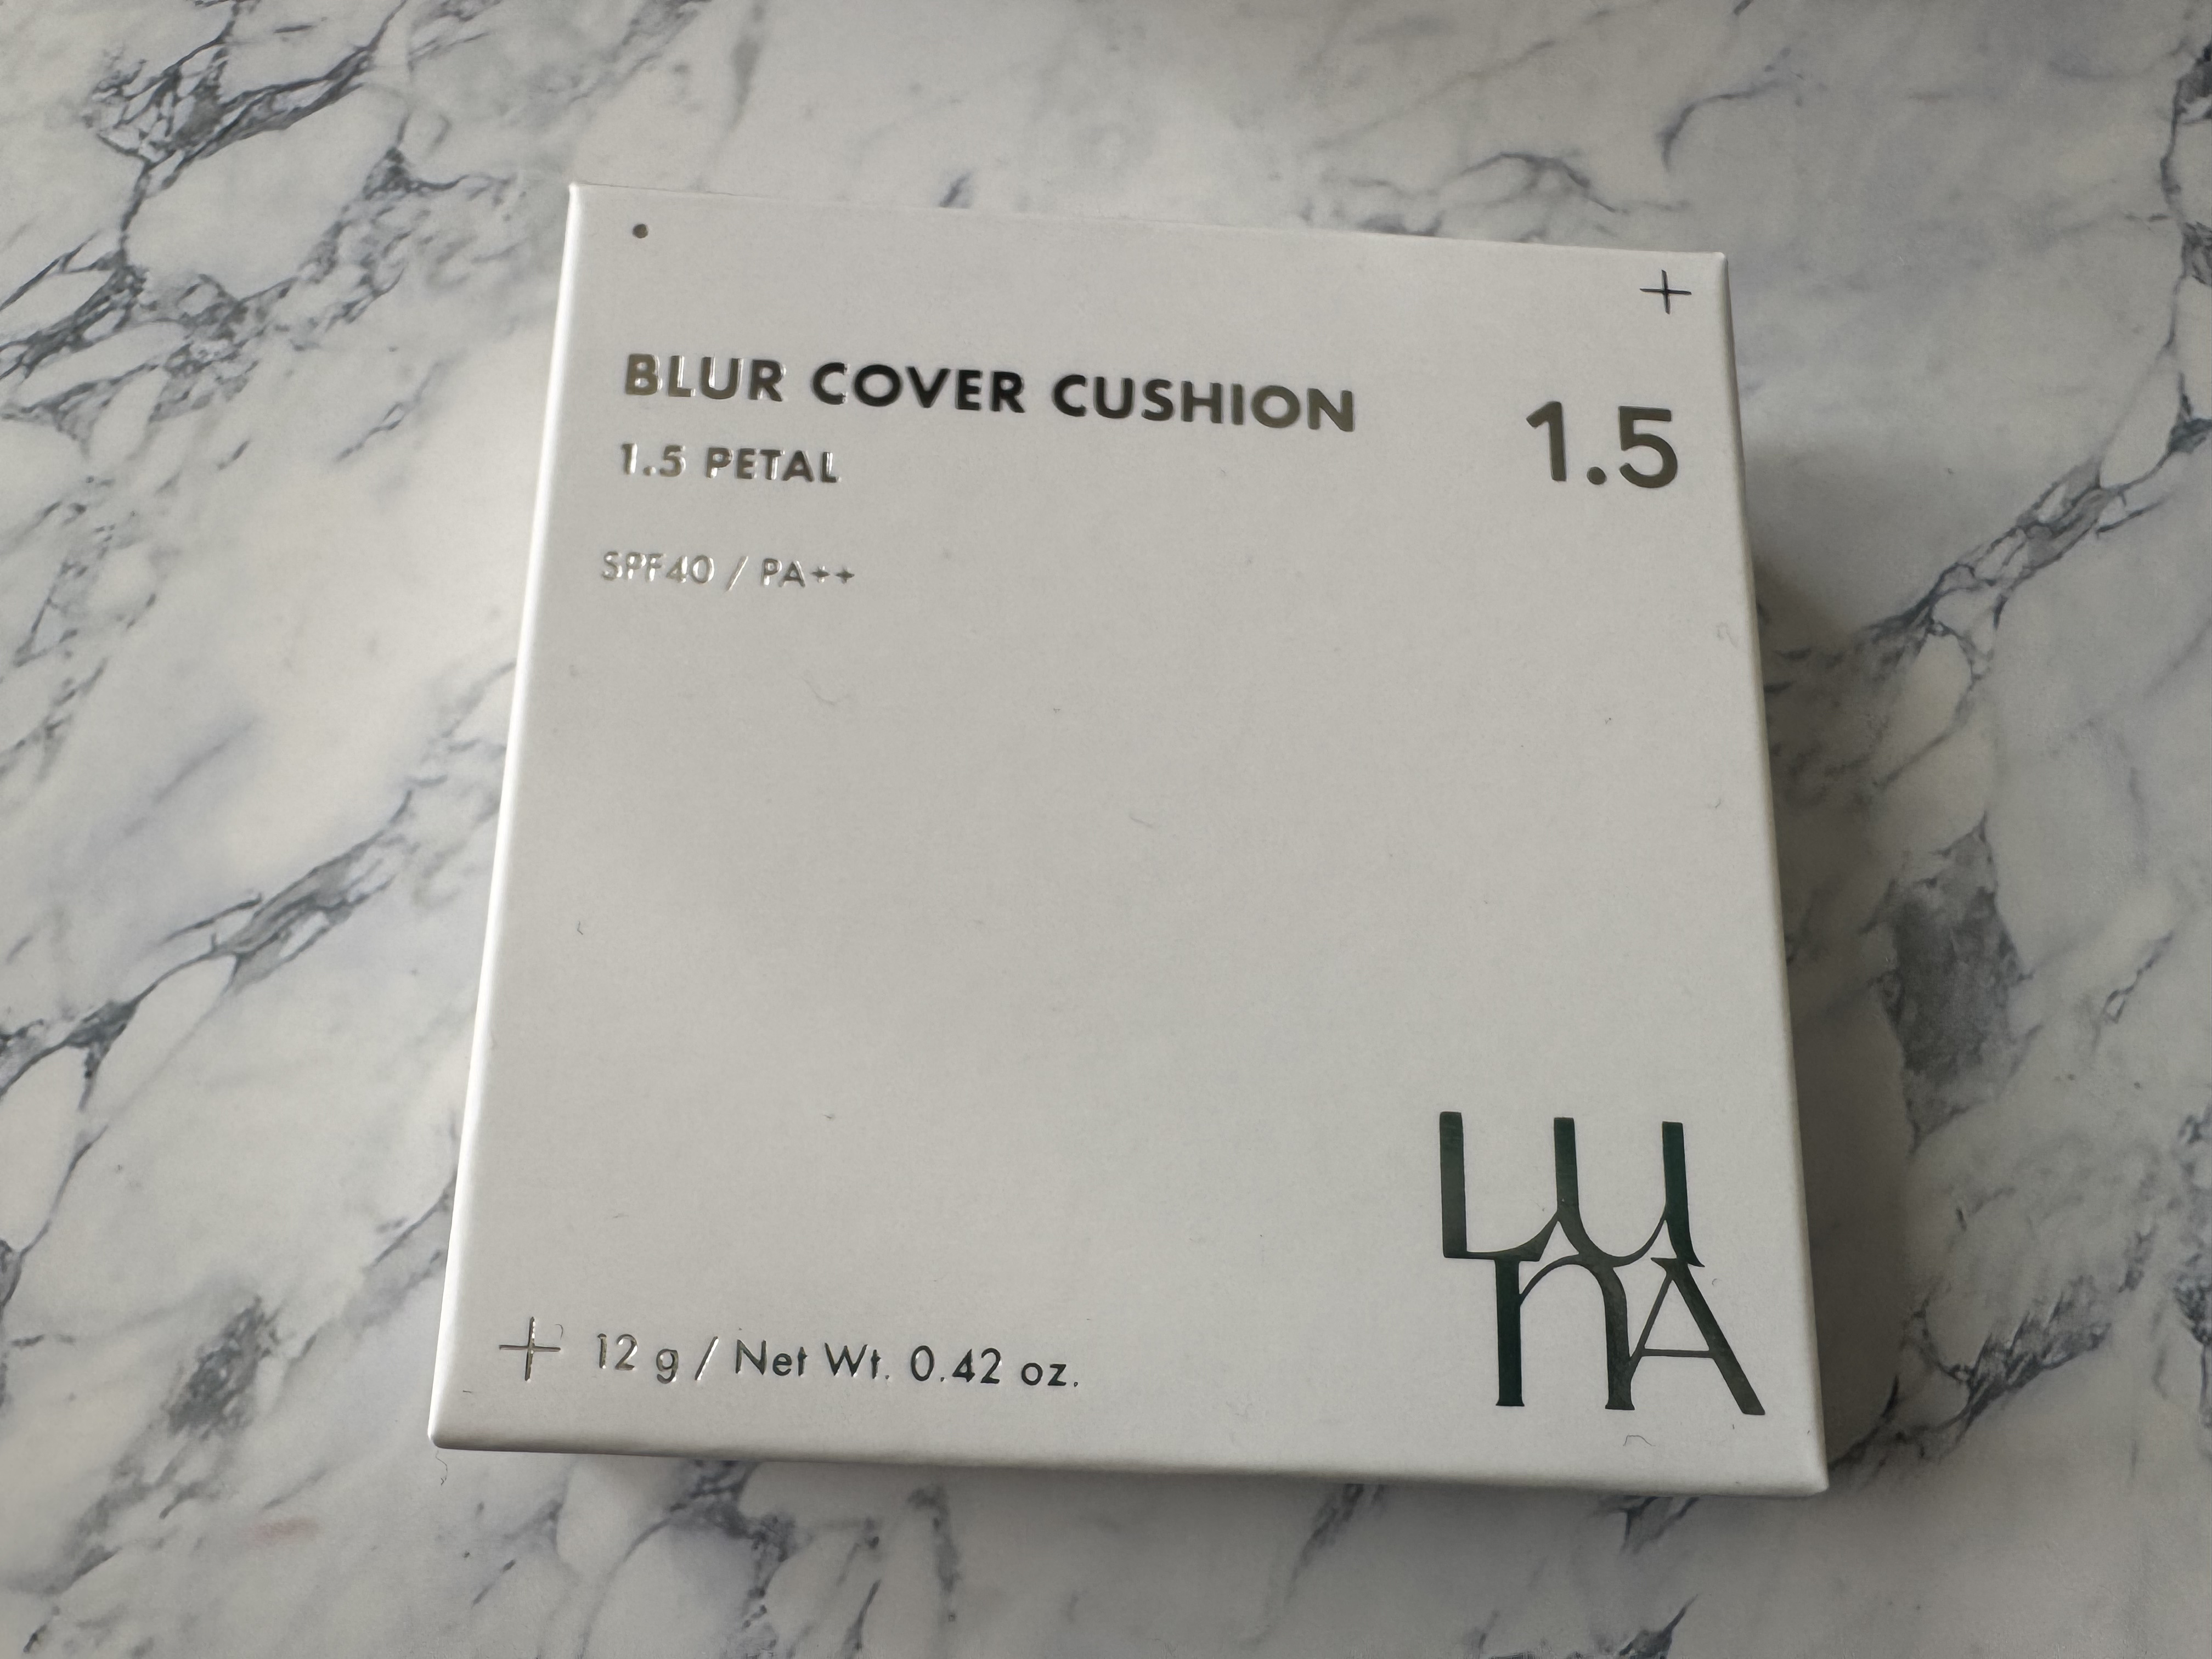 BLUR COVER CUSHION
1.5
1.5 PETAL
SPF40 / PA++
LUnA
12 g / Net Wt. 0.42 oz.